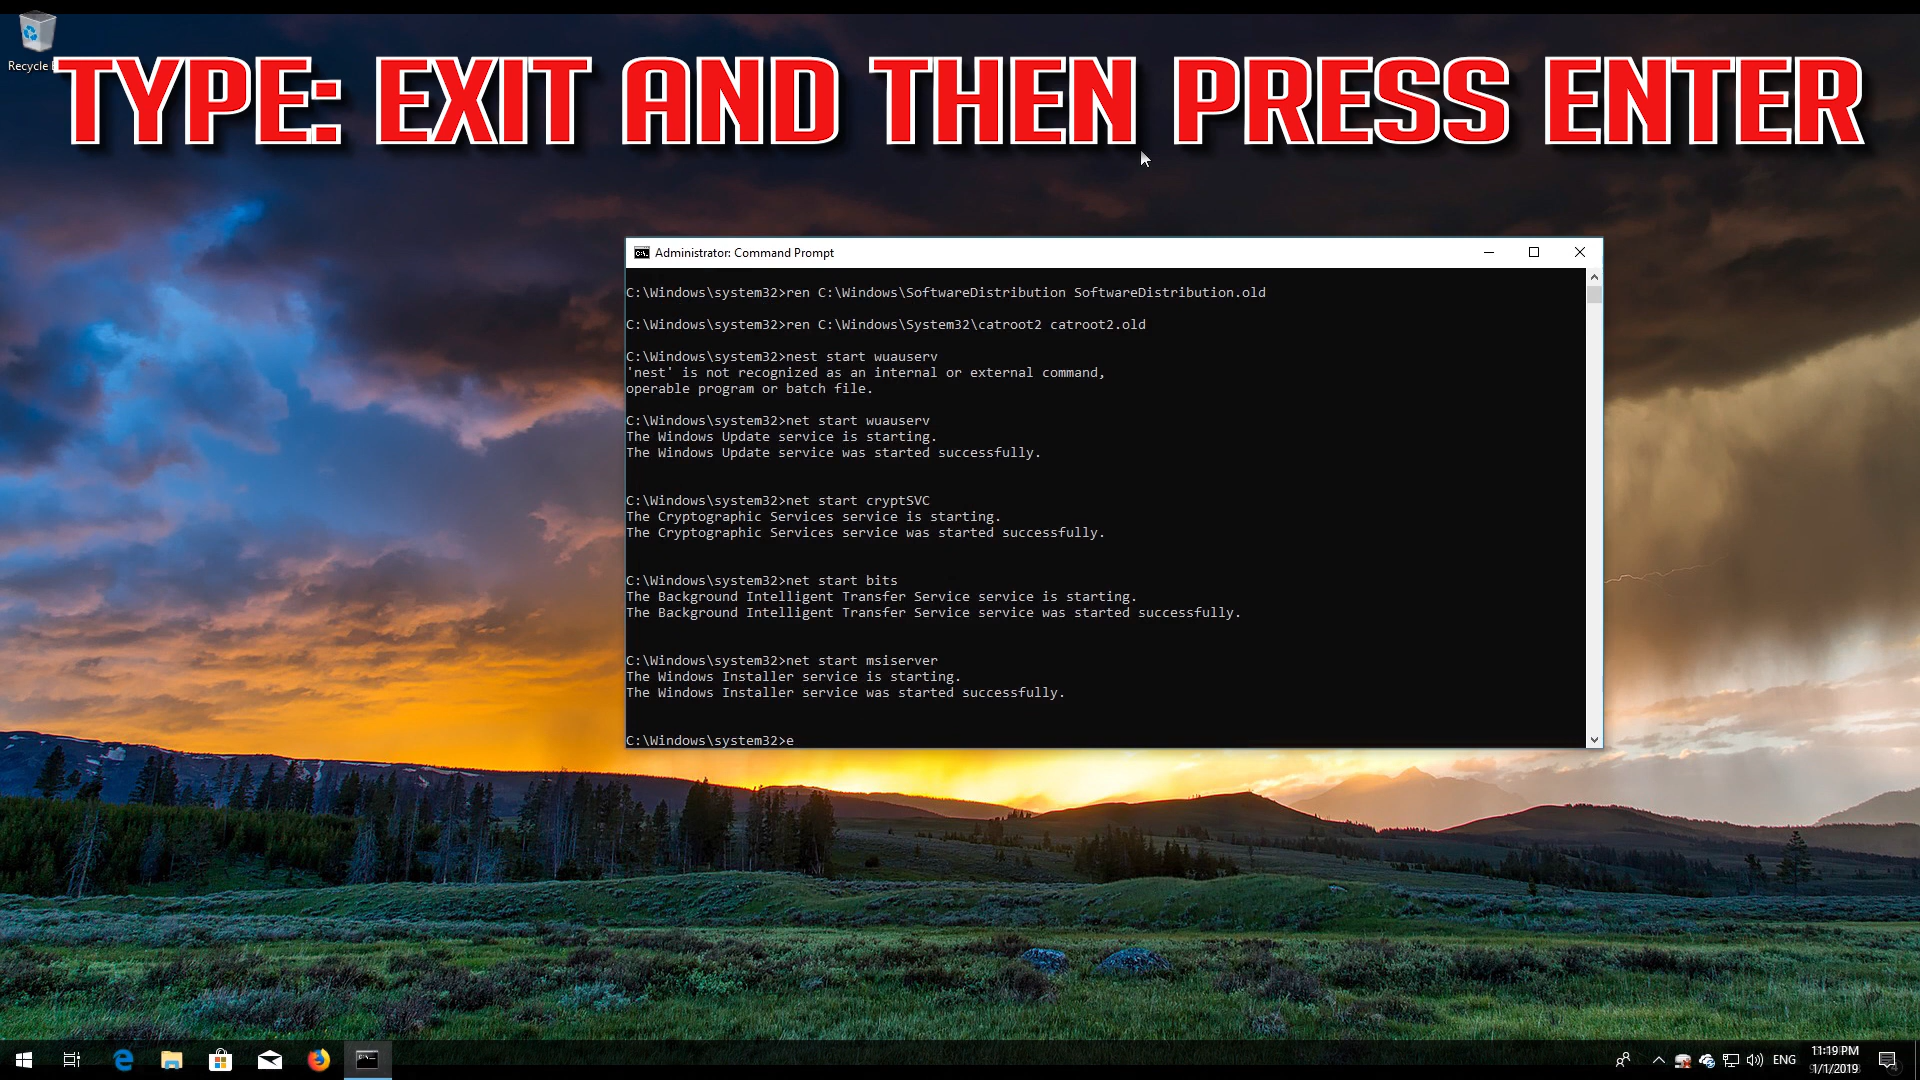 TYPE: EXIT AND THEN PRESS ENTER
Recycle
Administrator: Command Prompt
C:\Windows\system32>ren C:\Windows\SoftwareDistribution SoftwareDistribution.old
C:\Windows\system32>ren C:\Windows\System32\catroot2 catroot2.old
C:\Windows\system32>nest start wuauserv
'nest' is not recognized as an internal or external command,
operable program or batch file.
C:\Windows\system32>net start wuauserv
The Windows Update service is starting.
The Windows Update service was started successfully.
C:\Windows\system32>net start cryptSVC
The Cryptographic Services service is starting.
The Cryptographic Services service was started successfully.
C:\Windows\system32>net start bits
The Background Intelligent Transfer Service service is starting.
The Background Intelligent Transfer Service service was started successfully.
C:\Windows\system32>net start msiserver
The Windows Installer service is starting.
The Windows Installer service was started successfully.
C:\Windows\system32>e
ENG
11:19 PM
1/1/2019